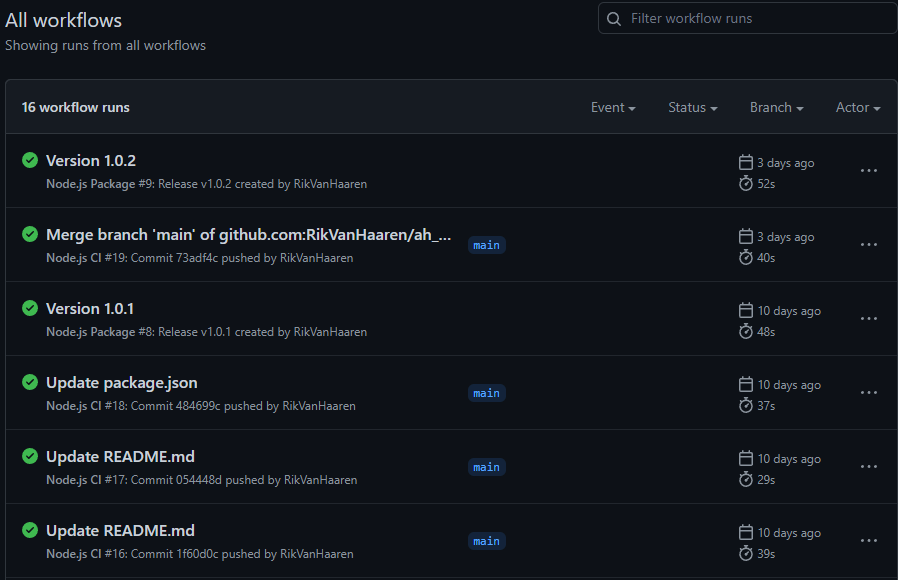 All workflows
Showing runs from all workflows
Filter workflow runs
16 workflow runs
Event
Status
Branch
Actor
Version 1.0.2
Node.js Package #9: Release v1.0.2 created by RikVanHaaren
3 days ago
52s
Merge branch 'main' of github.com:RikVanHaaren/ah_...
Node.js CI #19: Commit 73adf4c pushed by RikVanHaaren
main
3 days ago
40s
Version 1.0.1
Node.js Package #8: Release v1.0.1 created by RikVanHaaren
10 days ago
48s
Update package.json
Node.js CI #18: Commit 484699c pushed by RikVanHaaren
main
10 days ago
37s
Update README.md
Node.js CI #17: Commit 054448d pushed by RikVanHaaren
main
10 days ago
29s
Update README.md
Node.js CI #16: Commit 1f60d0c pushed by RikVanHaaren
main
10 days ago
39s